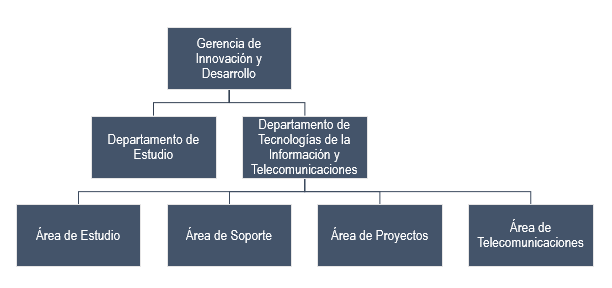 Gerencia de
Innovación y
Desarrollo
Departamento de
Estudio
Departamento de
Tecnologías de la
Información y
Telecomunicaciones
Área de Estudio
Área de Soporte
Área de Proyectos
Área de
Telecomunicaciones